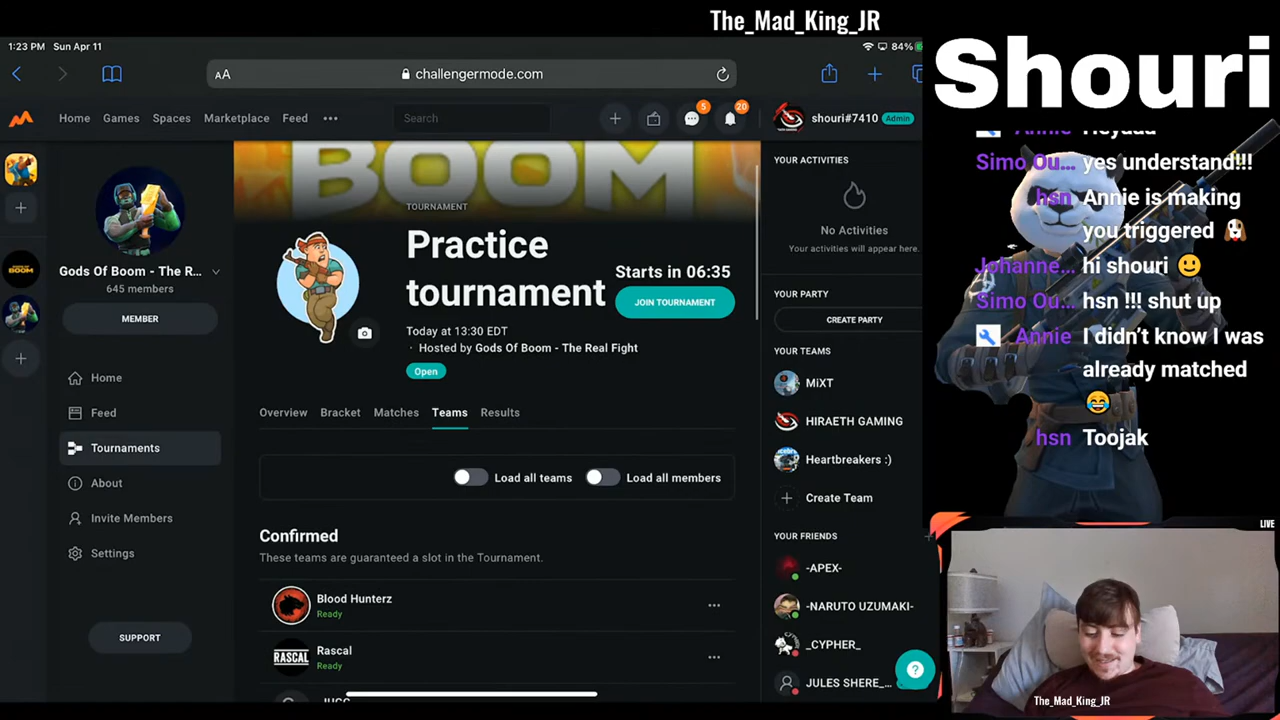 The_Mad_King_JR
1:23 PM Sun Apr 11
84%
AA
challengermode.com
Home Games Spaces Marketplace Feed
Search
5
20
shouri#7410 Admin
Gods Of Boom - The R...
645 members
MEMBER
Home
Feed
Tournaments
About
Invite Members
Settings
SUPPORT
BOOM
TOURNAMENT
Practice
tournament
Starts in 06:35
JOIN TOURNAMENT
Today at 13:30 EDT
· Hosted by Gods Of Boom - The Real Fight
Open
Overview Bracket Matches Teams Results
Load all teams Load all members
Confirmed
These teams are guaranteed a slot in the Tournament.
Blood Hunterz
Ready
RASCAL
Rascal
Ready
YOUR ACTIVITIES
No Activities
Your activities will appear here.
YOUR PARTY
CREATE PARTY
YOUR TEAMS
MiXT
HIRAETH GAMING
Heartbreakers :)
Create Team
YOUR FRIENDS
-APEX-
-NARUTO UZUMAKI-
_CYPHER_
JULES SHERE_...
Shouri
Simo Ou... yes understand!!!
hsn Annie is making
you triggered
Johanne... hi shouri 🙂
Simo Ou... hsn !!! shut up
Annie I didn't know I was
already matched
😂
hsn Toojak
LIVE
The_Mad_King_JR